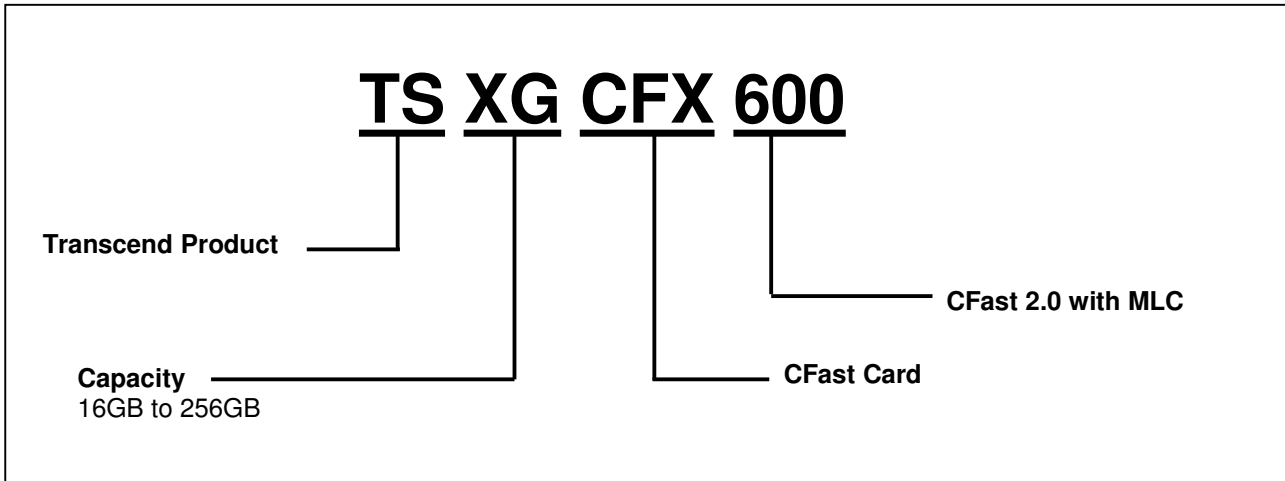 TS XG CFX 600
Transcend Product
CFast 2.0 with MLC
Capacity
16GB to 256GB
CFast Card